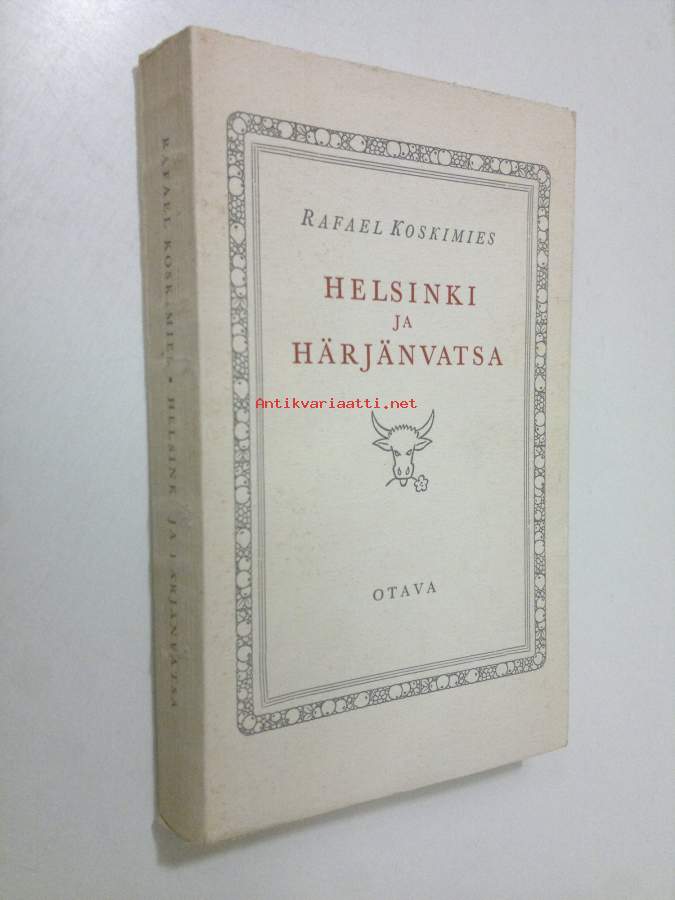 RAFAEL KOSKIMIES
HELSINKI
JA
HÄRJÄNVATSA
Antikvariaatti.net
OTAVA
RAFAEL KOSKIMIES • HELSINKI JA HÄRJÄNVATSA